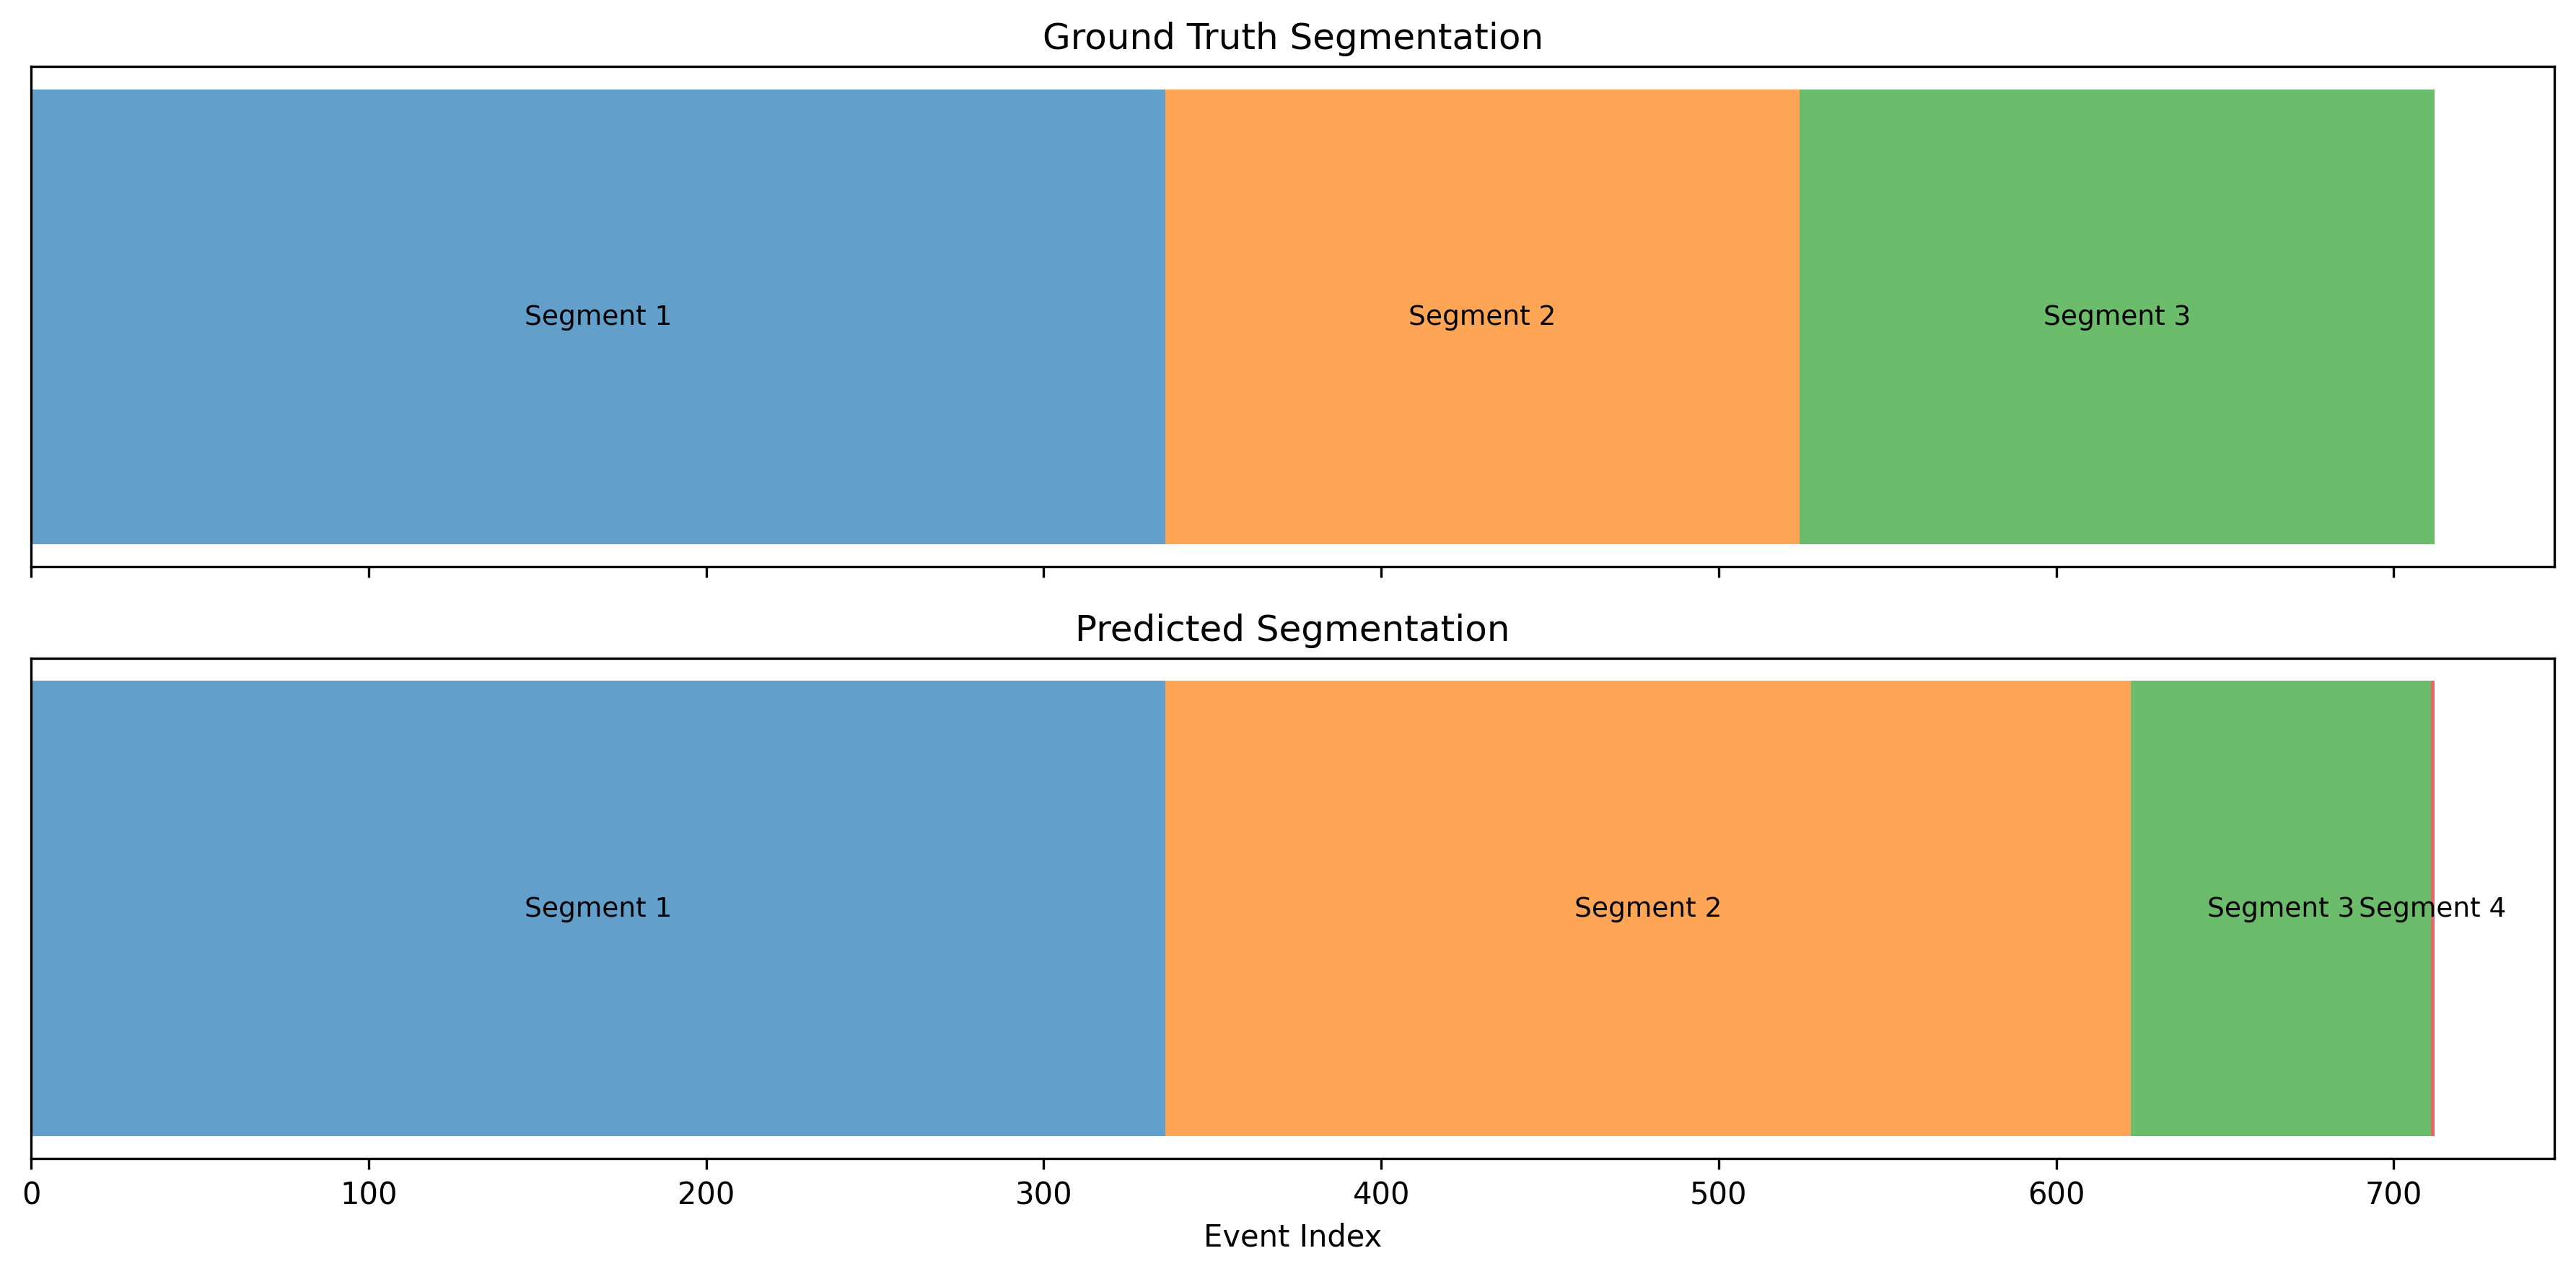 Ground Truth Segmentation
Segment 1 Segment 2 Segment 3
Predicted Segmentation
Segment 1 Segment 2 Segment 3 Segment 4
0 100 200 300 400 500 600 700
Event Index